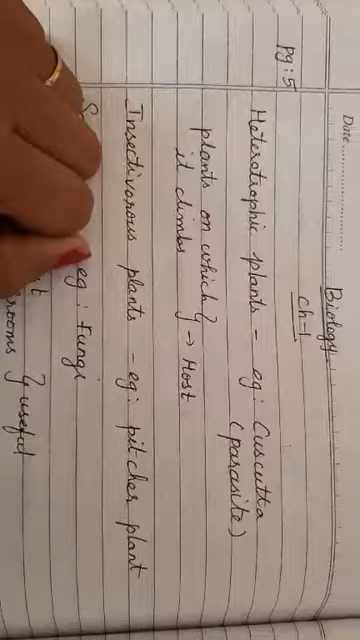 Date
Biology
Ch-1
pg:5
Heterotrophic plants - eg: Cuscutta
(parasite)
plants on which } → Host
it climbs
Insectivorous plants - eg: pitcher plant
eg: Fungi
} useful